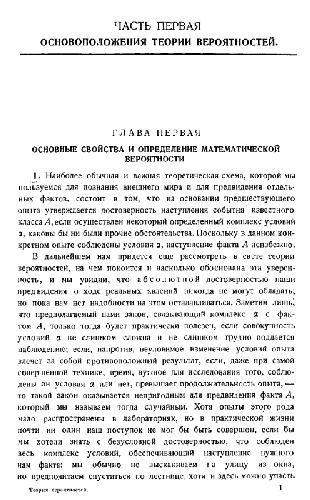 ЧАСТЬ ПЕРВАЯ
ОСНОВОПОЛОЖЕНИЯ ТЕОРИИ ВЕРОЯТНОСТЕЙ.
ГЛАВА ПЕРВАЯ
ОСНОВНЫЕ СВОЙСТВА И ОПРЕДЕЛЕНИЕ МАТЕМАТИЧЕСКОЙ
ВЕРОЯТНОСТИ
1. Наиболее обычная и важная теоретическая схема, которой мы
пользуемся для познания внешнего мира и для предвидения отдель-
ных фактов, состоит в том, что на основании предшествующего
опыта утверждается достоверность наступления события известного
класса A, если осуществлен некоторый определенный комплекс условий
α, каковы бы ни были прочие обстоятельства. Поскольку в данном кон-
кретном опыте соблюдены условия α, наступление факта A неизбежно.
В дальнейшем нам придется еще рассмотреть в свете теории
вероятностей, на чем покоится и насколько обоснована эта уверен-
ность, и мы увидим, что абсолютной достоверностью наши
предвидения о ходе реальных явлений никогда не могут обладать;
но пока нам нет надобности на этом останавливаться. Заметим лишь,
что предполагаемый нами закон, связывающий комплекс α с фак-
том A, только тогда будет практически полезен, если совокупность
условий α не слишком сложна и не слишком трудно поддается
наблюдению; если, напротив, неуловимое изменение условий опыта
влечет за собой противоположный результат, если, даже при самой
совершенной технике, время, нужное для исследования того, соблю-
дены ли условия α или нет, превышает продолжительность опыта, —
то такой закон оказывается непригодным для предвидения факта A,
который мы называем тогда случайным. Хотя опыты этого рода
мало распространены в лабораториях, но в практической жизни
почти ни один наш поступок не мог бы быть совершен, если бы
мы хотели знать с безусловной достоверностью, что соблюден
весь комплекс условий, обеспечивающий наступление нужного
нам факта: мы обычно не выскакиваем на улицу из окна,
но предпочитаем спуститься по лестнице, хотя и здесь можно упасть
Теория вероятностей. 1